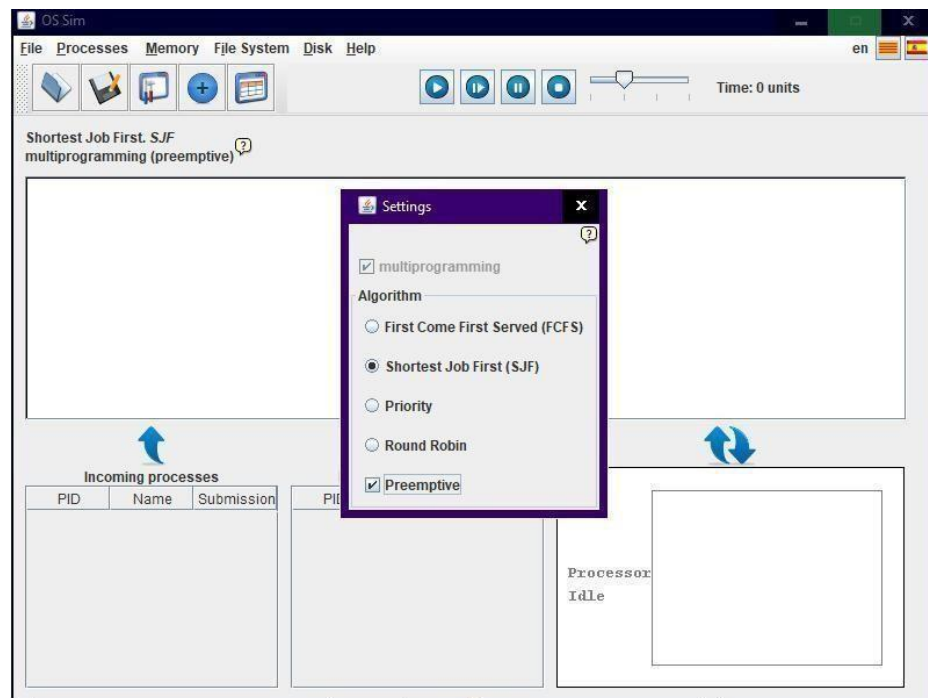 OS Sim
File Processes Memory File System Disk Help
en
Time: 0 units
Shortest Job First. SJF
multiprogramming (preemptive)
?
Settings
x
?
multiprogramming
Algorithm
First Come First Served (FCFS)
Shortest Job First (SJF)
Priority
Round Robin
Preemptive
Incoming processes
PID Name Submission
Processor
Idle